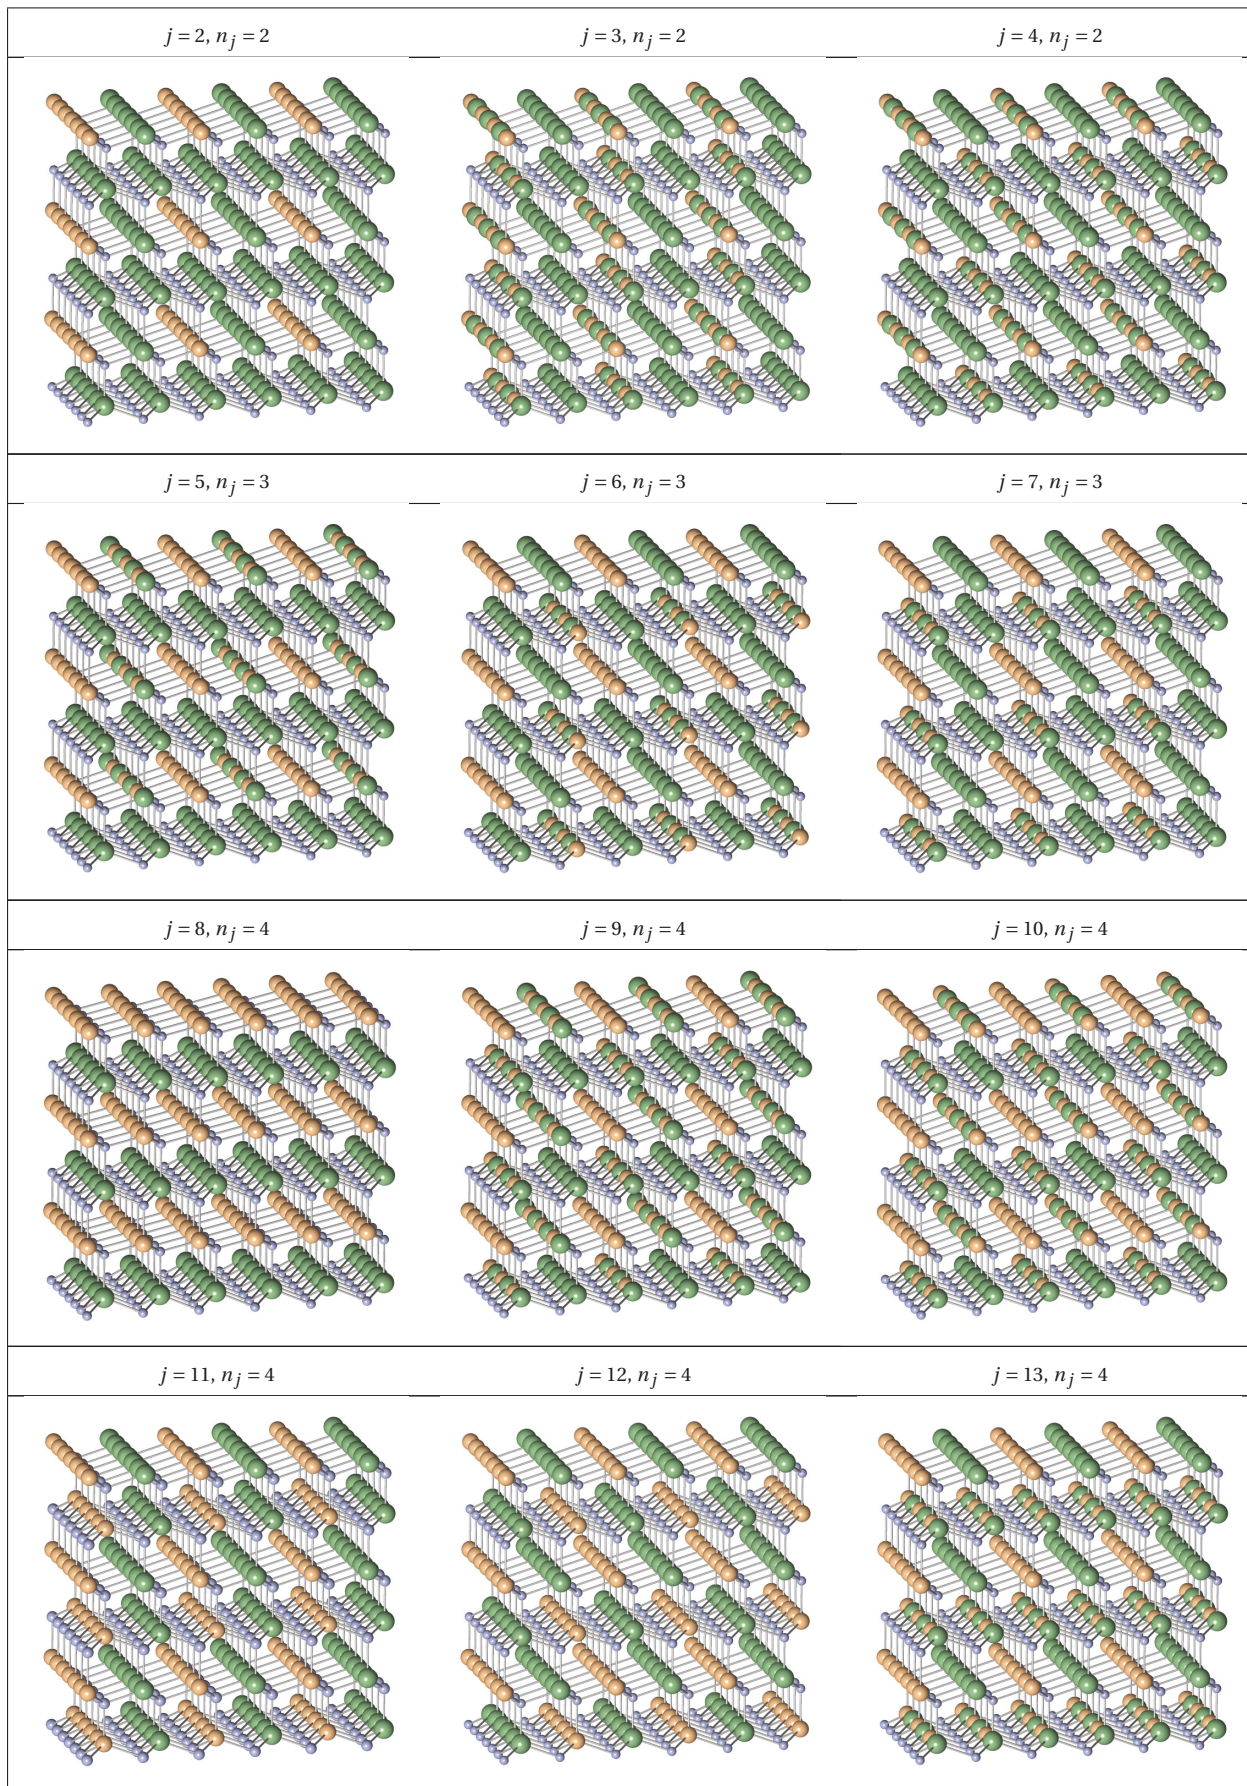 j = 2, n_j = 2
j = 3, n_j = 2
j = 4, n_j = 2
j = 5, n_j = 3
j = 6, n_j = 3
j = 7, n_j = 3
j = 8, n_j = 4
j = 9, n_j = 4
j = 10, n_j = 4
j = 11, n_j = 4
j = 12, n_j = 4
j = 13, n_j = 4